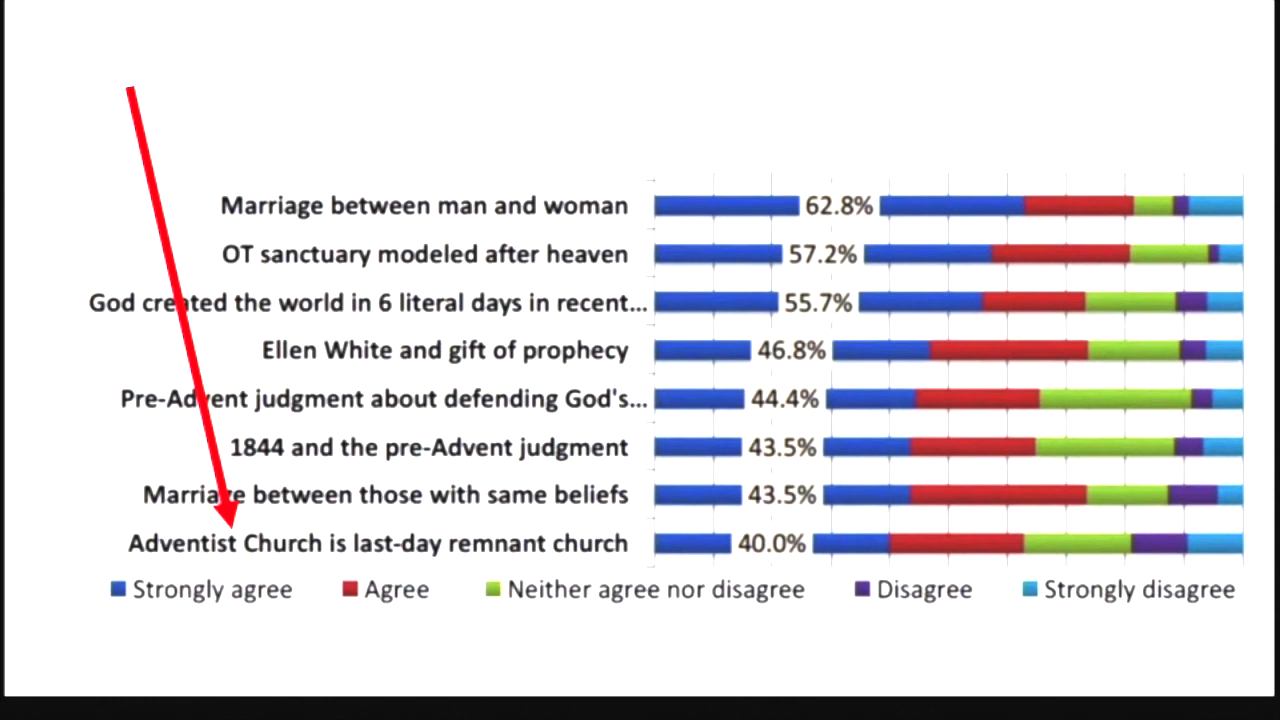 Marriage between man and woman 62.8%
OT sanctuary modeled after heaven 57.2%
God created the world in 6 literal days in recent... 55.7%
Ellen White and gift of prophecy 46.8%
Pre-Advent judgment about defending God's... 44.4%
1844 and the pre-Advent judgment 43.5%
Marriage between those with same beliefs 43.5%
Adventist Church is last-day remnant church 40.0%
Strongly agree Agree Neither agree nor disagree Disagree Strongly disagree